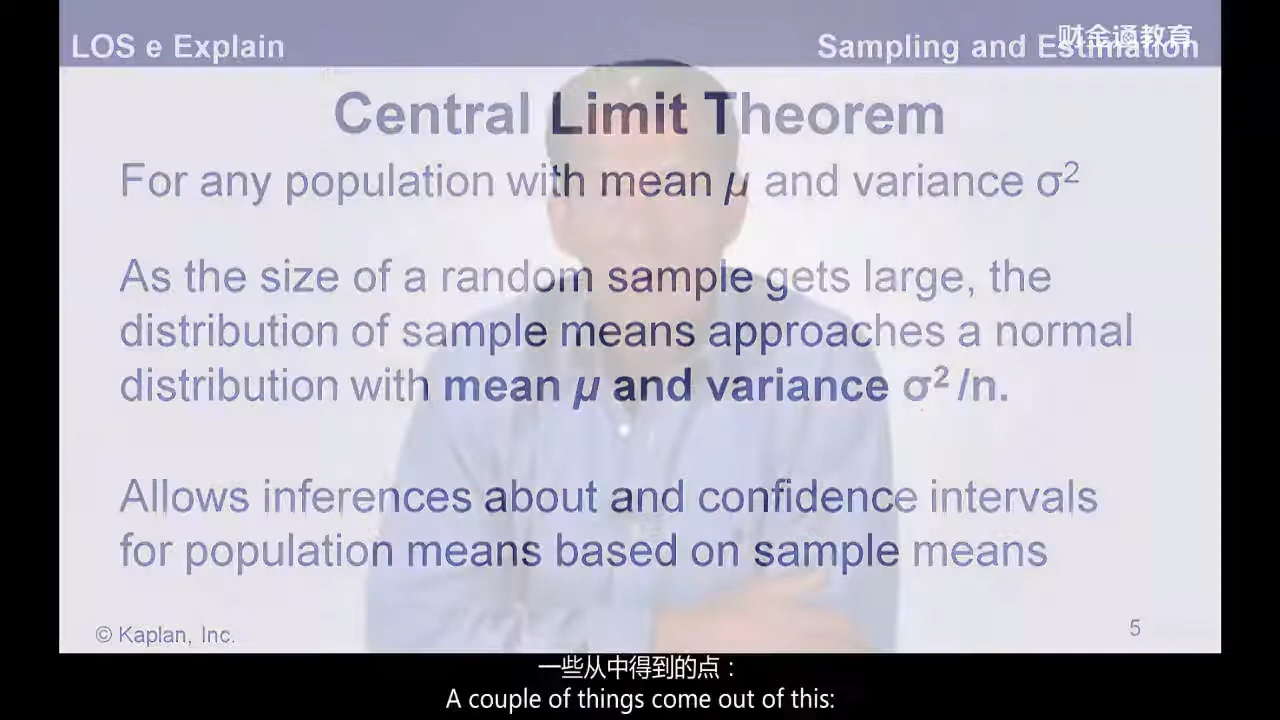 LOS e Explain
Sampling and Estimation
财金通教育
Central Limit Theorem
For any population with mean μ and variance σ²
As the size of a random sample gets large, the
distribution of sample means approaches a normal
distribution with mean μ and variance σ² /n.
Allows inferences about and confidence intervals
for population means based on sample means
© Kaplan, Inc.
5
一些从中得到的点：
A couple of things come out of this: